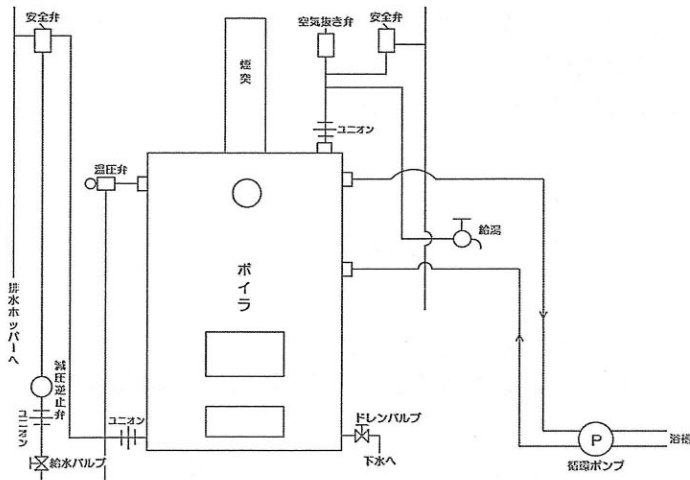 安全弁
空気抜き弁
安全弁
煙突
ユニオン
温圧弁
給湯
ボイラ
排水ホッパーへ
減圧逆止弁
ユニオン
給水バルブ
ユニオン
ドレンバルブ
下水へ
P
循環ポンプ
浴槽